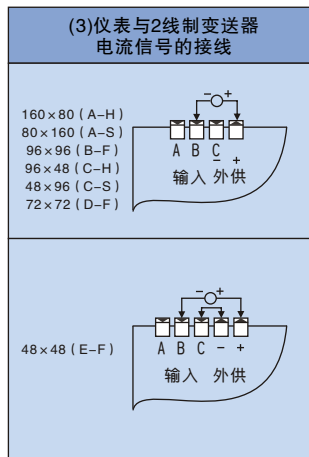 (3)仪表与2线制变送器
电流信号的接线
160×80(A-H)
80×160(A-S)
96×96(B-F)
96×48(C-H)
48×96(C-S)
72×72(D-F)
- +
A B C
- +
输入 外供
48×48(E-F)
- +
A B C - +
输入 外供